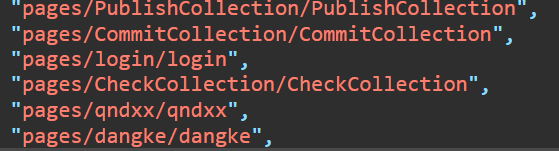 "pages/PublishCollection/PublishCollection",
"pages/CommitCollection/CommitCollection",
"pages/login/login",
"pages/CheckCollection/CheckCollection",
"pages/qndxx/qndxx",
"pages/dangke/dangke",